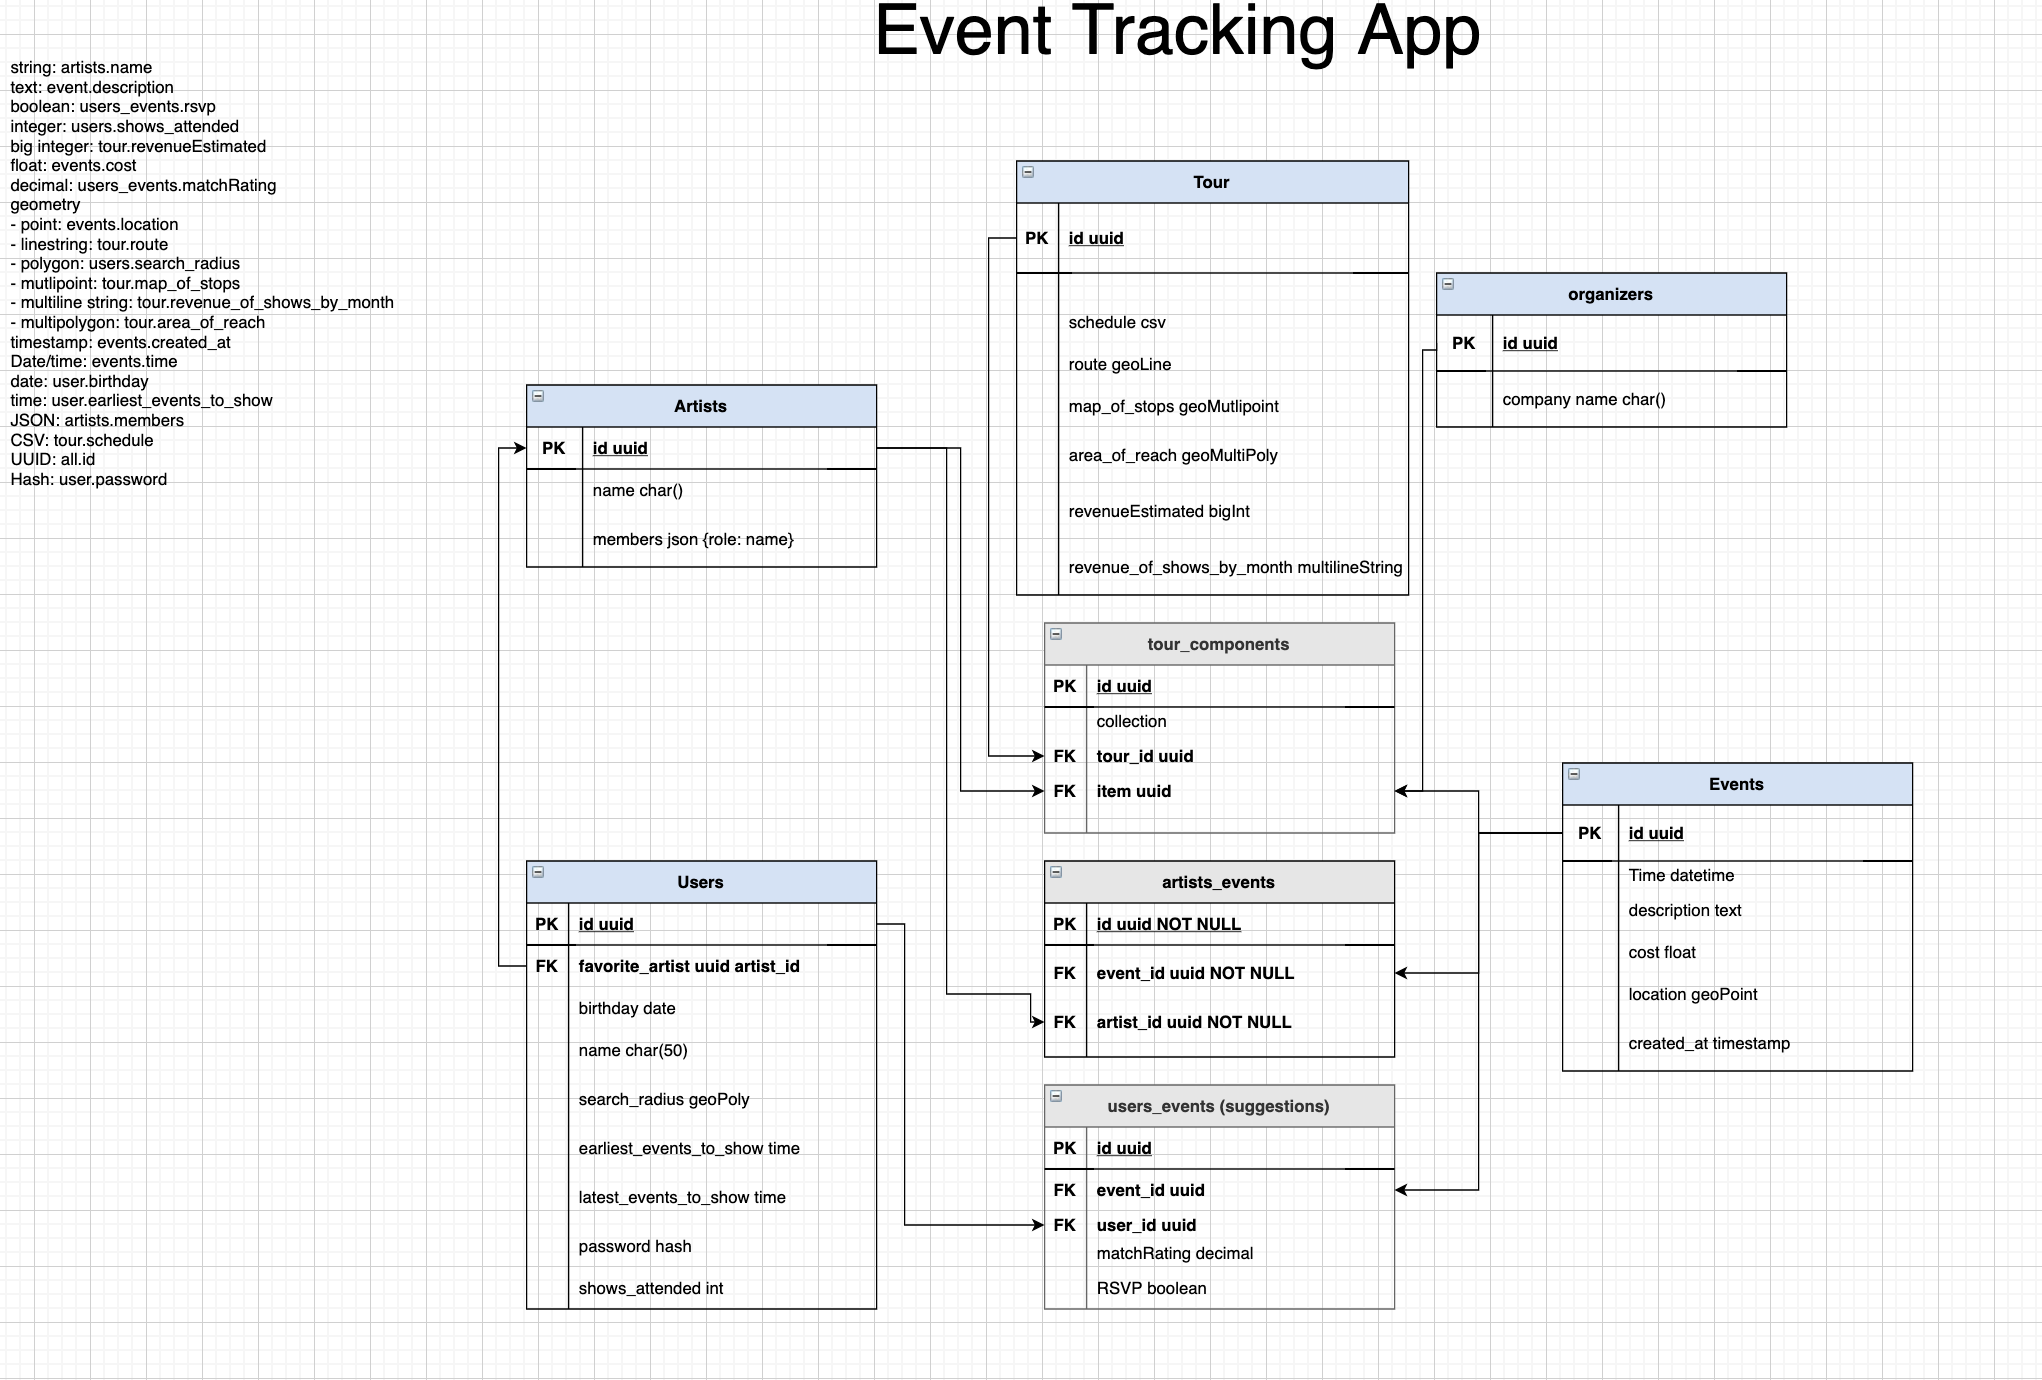 Event Tracking App
string: artists.name
text: event.description
boolean: users_events.rsvp
integer: users.shows_attended
big integer: tour.revenueEstimated
float: events.cost
decimal: users_events.matchRating
geometry
- point: events.location
- linestring: tour.route
- polygon: users.search_radius
- mutlipoint: tour.map_of_stops
- multiline string: tour.revenue_of_shows_by_month
- multipolygon: tour.area_of_reach
timestamp: events.created_at
Date/time: events.time
date: user.birthday
time: user.earliest_events_to_show
JSON: artists.members
CSV: tour.schedule
UUID: all.id
Hash: user.password
Tour
PK id uuid
schedule csv
route geoLine
map_of_stops geoMutlipoint
area_of_reach geoMultiPoly
revenueEstimated bigInt
revenue_of_shows_by_month multilineString
organizers
PK id uuid
company name char()
Artists
PK id uuid
name char()
members json {role: name}
tour_components
PK id uuid
collection
FK tour_id uuid
FK item uuid
Events
PK id uuid
Time datetime
description text
cost float
location geoPoint
created_at timestamp
Users
PK id uuid
FK favorite_artist uuid artist_id
birthday date
name char(50)
search_radius geoPoly
earliest_events_to_show time
latest_events_to_show time
password hash
shows_attended int
artists_events
PK id uuid NOT NULL
FK event_id uuid NOT NULL
FK artist_id uuid NOT NULL
users_events (suggestions)
PK id uuid
FK event_id uuid
FK user_id uuid
matchRating decimal
RSVP boolean